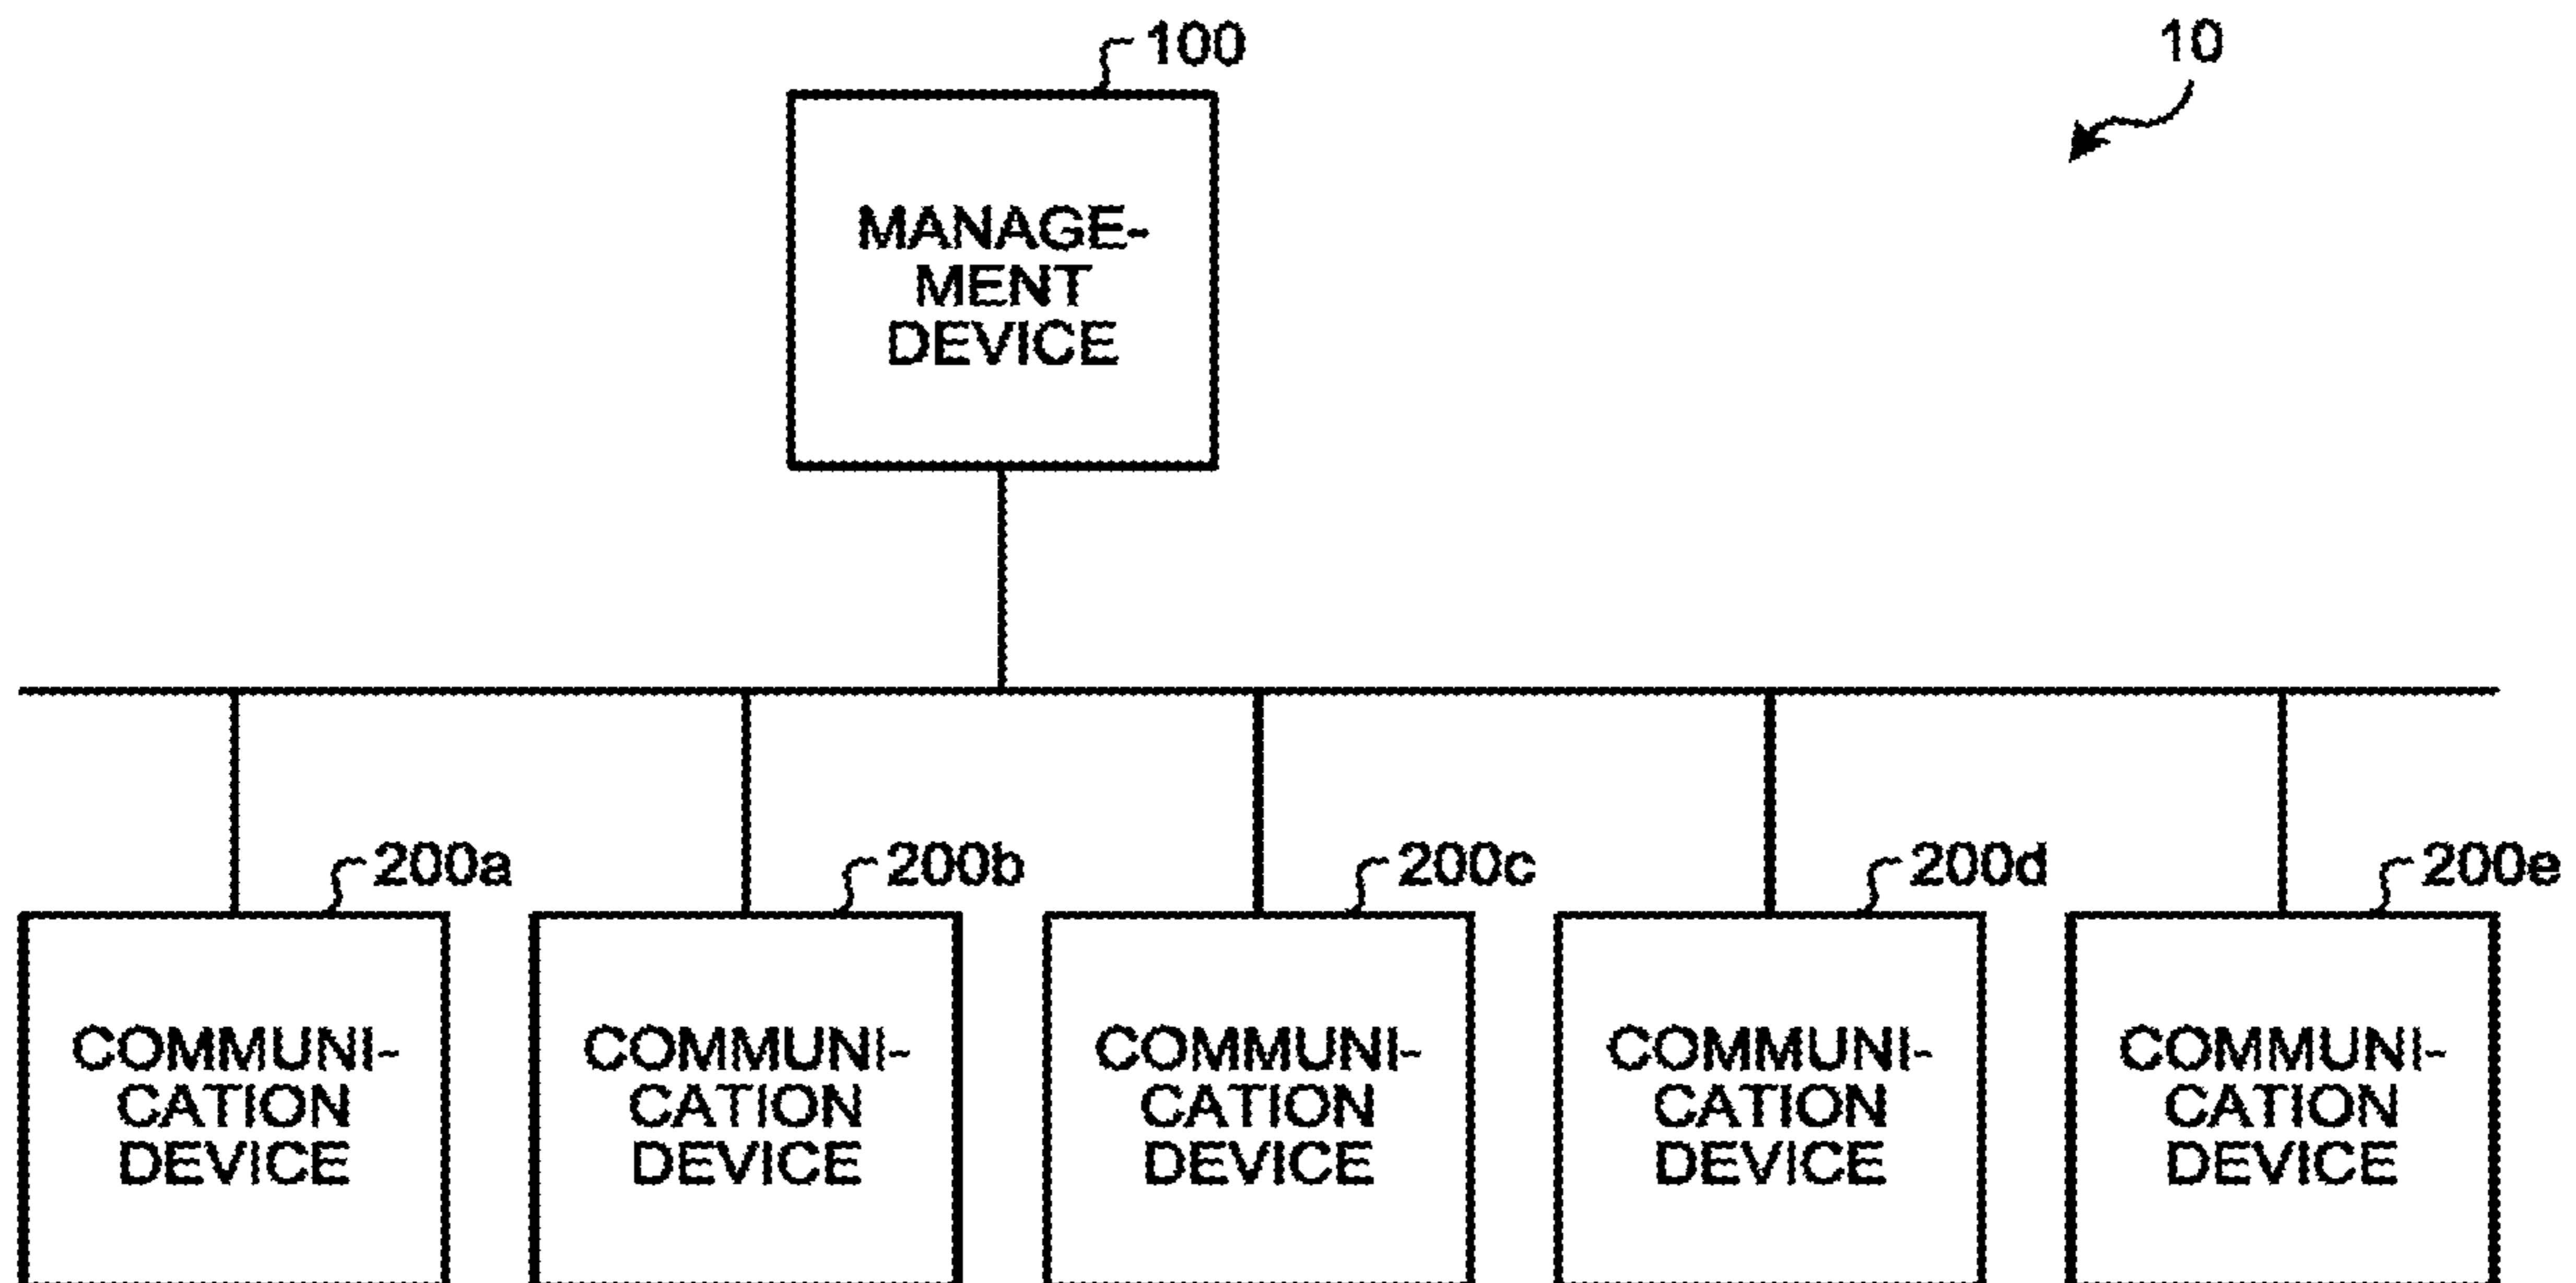 100
10
MANAGE-
MENT
DEVICE
200a
200b
200c
200d
200e
COMMUNI-
CATION
DEVICE
COMMUNI-
CATION
DEVICE
COMMUNI-
CATION
DEVICE
COMMUNI-
CATION
DEVICE
COMMUNI-
CATION
DEVICE